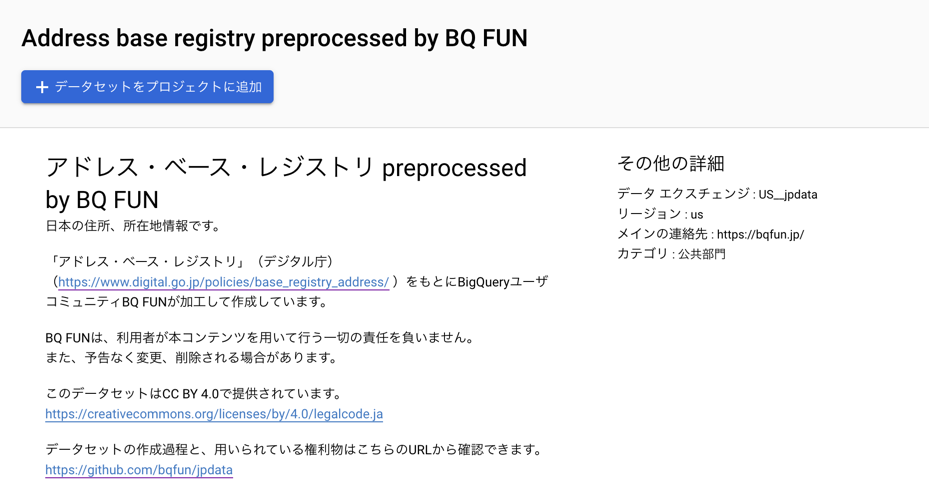 Address base registry preprocessed by BQ FUN
+ データセットをプロジェクトに追加
アドレス・ベース・レジストリ preprocessed
by BQ FUN
日本の住所、所在地情報です。
「アドレス・ベース・レジストリ」（デジタル庁）
（https://www.digital.go.jp/policies/base_registry_address/ ）をもとにBigQueryユーザ
コミュニティBQ FUNが加工して作成しています。
BQ FUNは、利用者が本コンテンツを用いて行う一切の責任を負いません。
また、予告なく変更、削除される場合があります。
このデータセットはCC BY 4.0で提供されています。
https://creativecommons.org/licenses/by/4.0/legalcode.ja
データセットの作成過程と、用いられている権利物はこちらのURLから確認できます。
https://github.com/bqfun/jpdata
その他の詳細
データ エクスチェンジ : US__jpdata
リージョン : us
メインの連絡先 : https://bqfun.jp/
カテゴリ : 公共部門